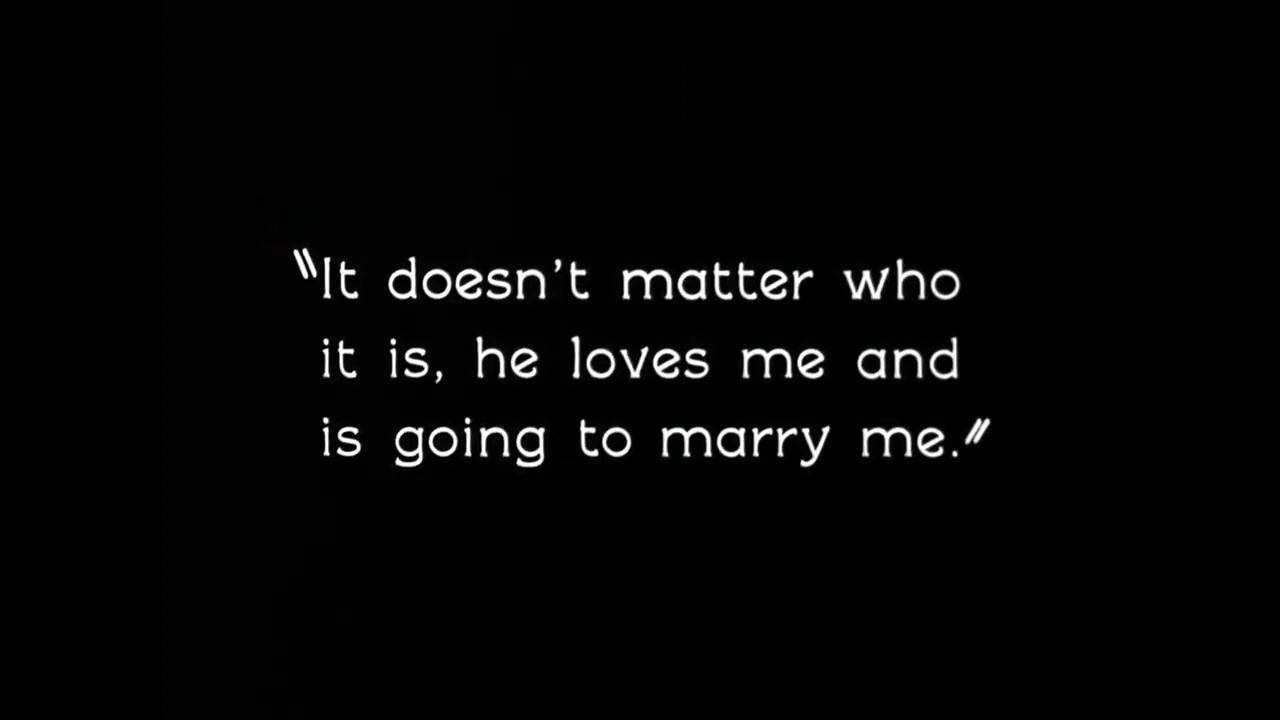 "It doesn't matter who
it is, he loves me and
is going to marry me."